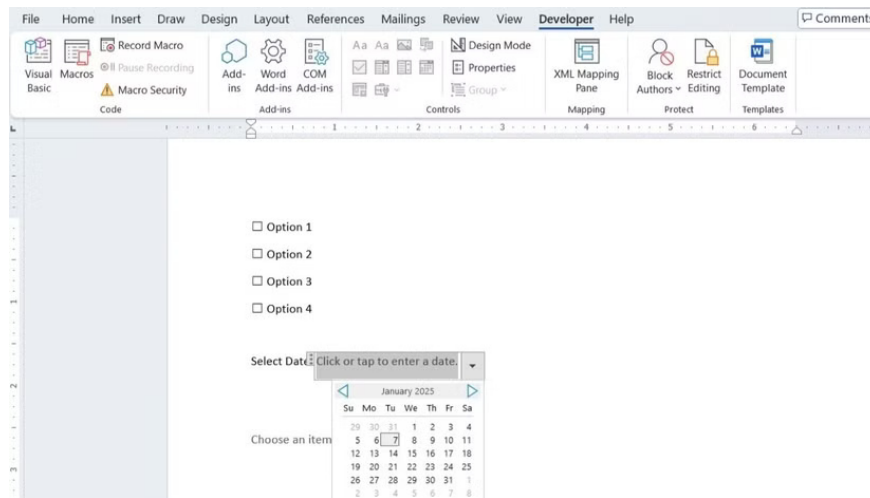 File Home Insert Draw Design Layout References Mailings Review View Developer Help Comments
Visual Basic
Macros
Record Macro
Pause Recording
Macro Security
Code
Add-ins
Word Add-ins
COM Add-ins
Add-ins
Aa Aa
Design Mode
Properties
Group
Controls
XML Mapping Pane
Mapping
Block Authors
Restrict Editing
Protect
Document Template
Templates
1 2 3 4 5 6
Option 1
Option 2
Option 3
Option 4
Select Date: Click or tap to enter a date.
January 2025
Su Mo Tu We Th Fr Sa
29 30 31 1 2 3 4
5 6 7 8 9 10 11
Choose an item
12 13 14 15 16 17 18
19 20 21 22 23 24 25
26 27 28 29 30 31 1
2 3 4 5 6 7 8